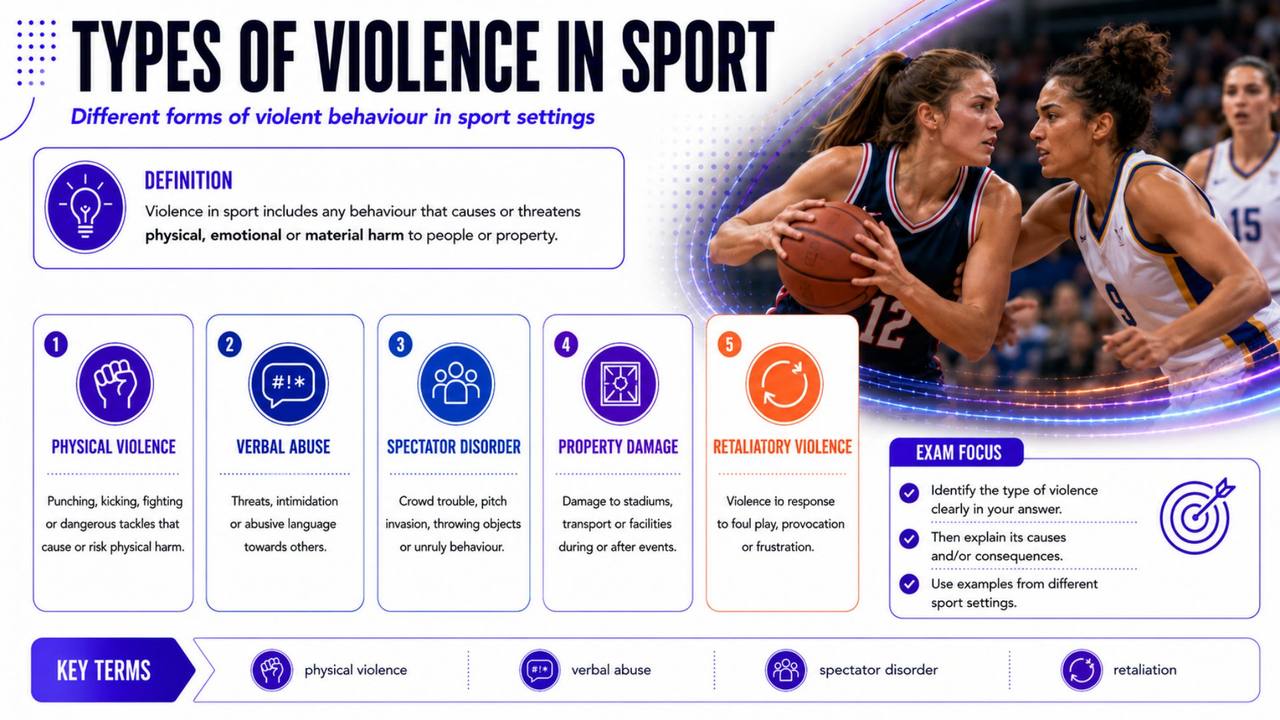 TYPES OF VIOLENCE IN SPORT
Different forms of violent behaviour in sport settings
DEFINITION
Violence in sport includes any behaviour that causes or threatens
physical, emotional or material harm to people or property.
12
9
15
1
PHYSICAL VIOLENCE
Punching, kicking, fighting
or dangerous tackles that
cause or risk physical harm.
2
#!*
VERBAL ABUSE
Threats, intimidation
or abusive language
towards others.
3
SPECTATOR DISORDER
Crowd trouble, pitch
invasion, throwing objects
or unruly behaviour.
4
PROPERTY DAMAGE
Damage to stadiums,
transport or facilities
during or after events.
5
RETALIATORY VIOLENCE
Violence in response
to foul play, provocation
or frustration.
EXAM FOCUS
Identify the type of violence
clearly in your answer.
Then explain its causes
and/or consequences.
Use examples from different
sport settings.
KEY TERMS
physical violence
#!*
verbal abuse
spectator disorder
retaliation